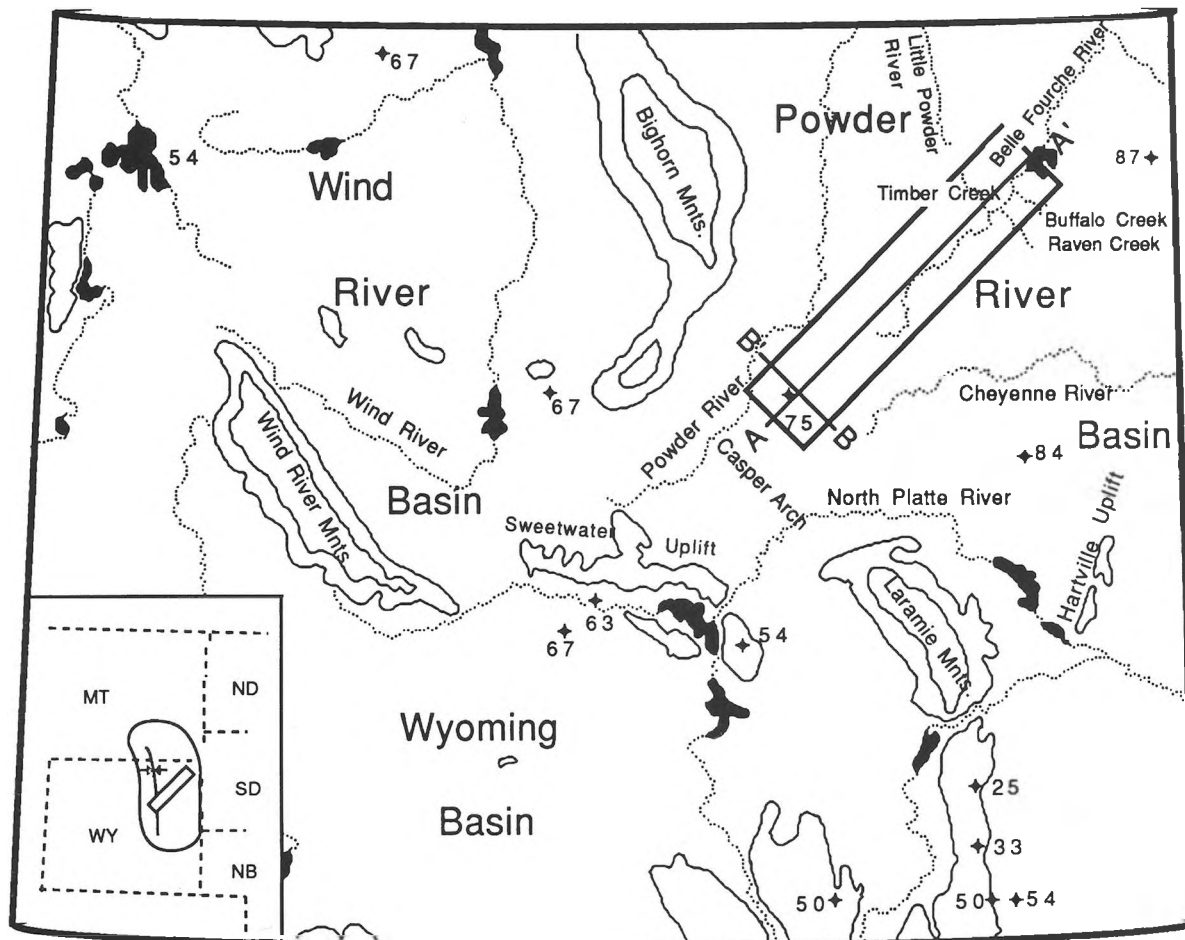 67
Little Powder
River
Belle Fourche River
Powder
Bighorn Mnts.
A'
54
87
Wind
Timber Creek
Buffalo Creek
Raven Creek
River
River
B'
67
Wind River
Powder River
75
A
B
Cheyenne River
Basin
84
Casper Arch
Wind River Mnts.
Basin
North Platte River
Hartville Uplift
Sweetwater
Uplift
Laramie Mnts.
63
67
54
MT
ND
SD
WY
NB
Wyoming
Basin
25
33
50
50
54